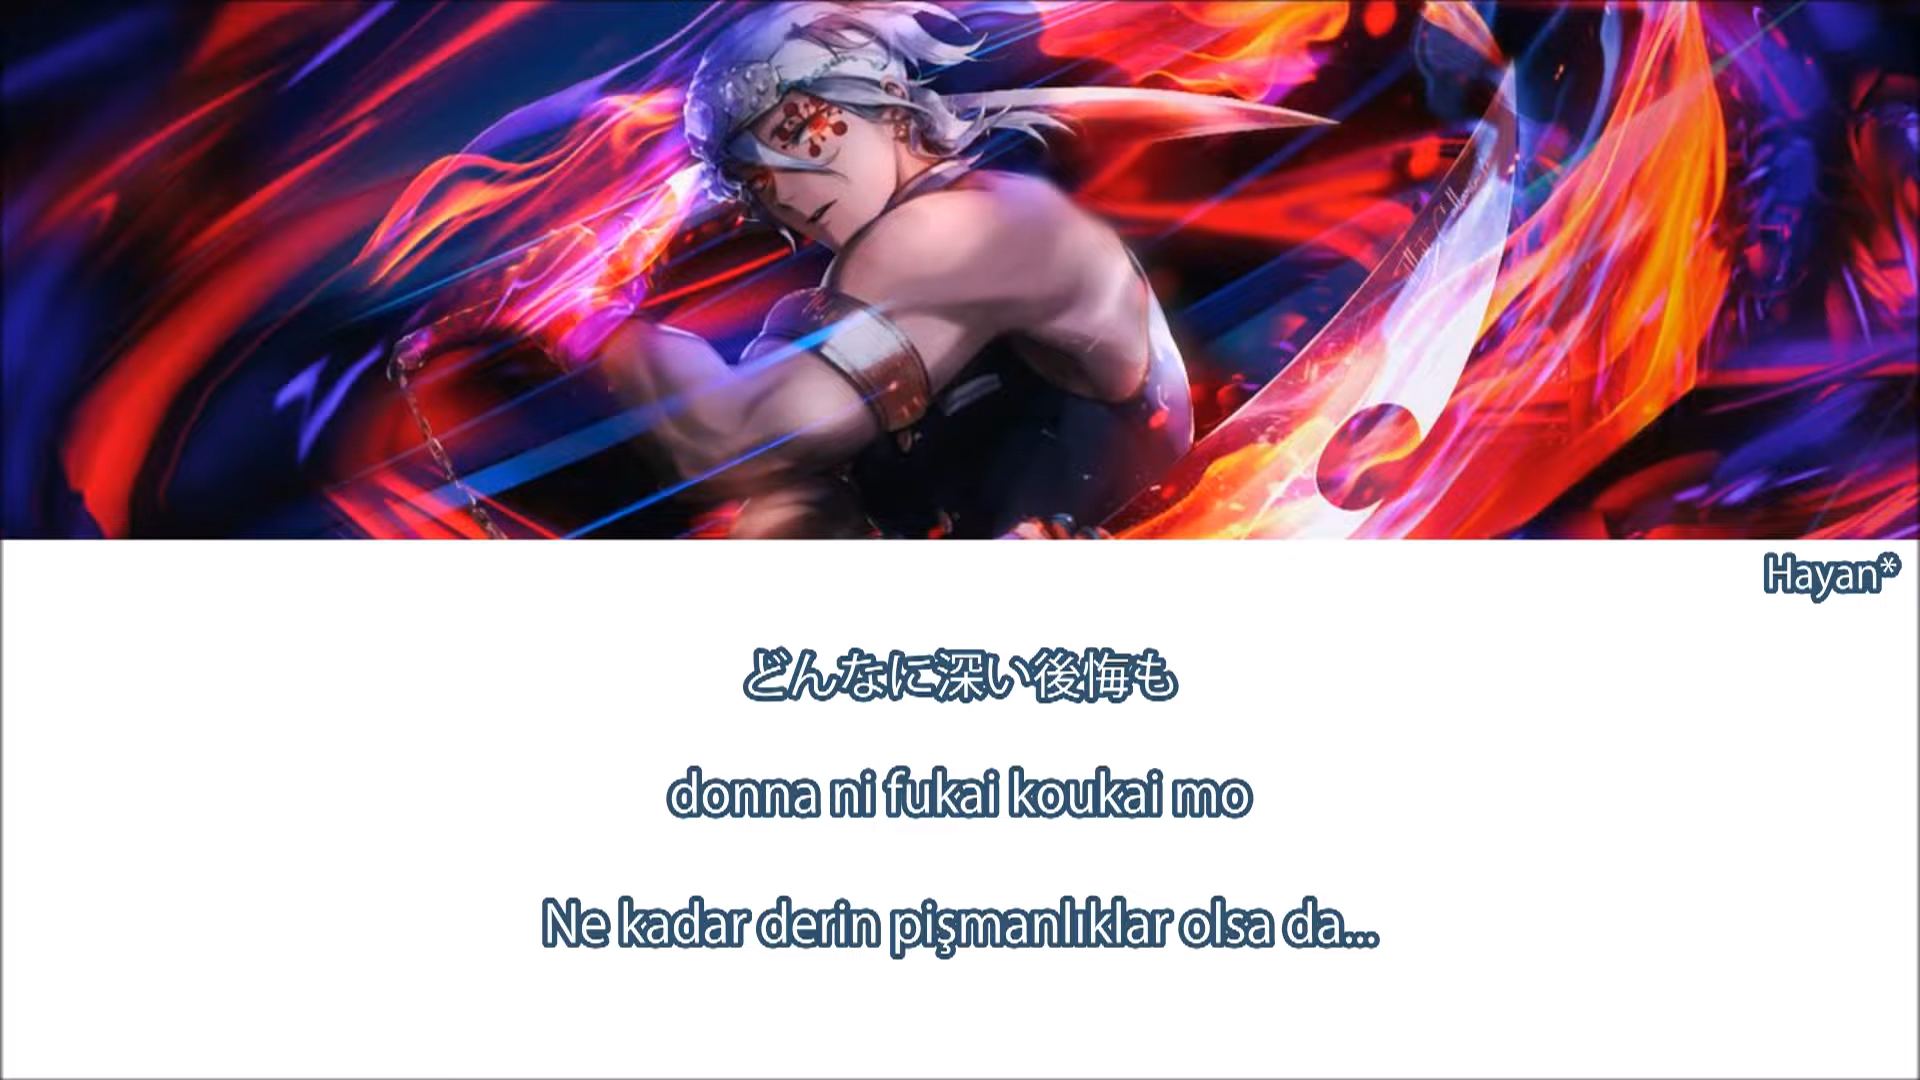 Hayan*
どんなに深い後悔も
donna ni fukai koukai mo
Ne kadar derin pişmanlıklar olsa da...